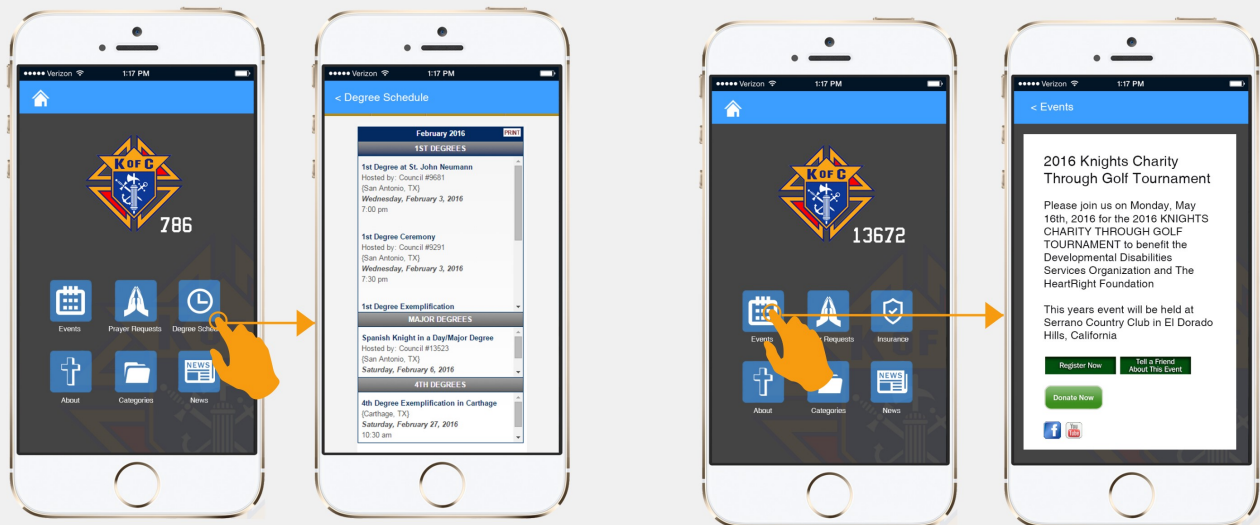 Verizon 1:17 PM
K OF C
786
Events Prayer Requests Degree Sched
NEWS
About Categories News
Verizon 1:17 PM
< Degree Schedule
February 2016 PRINT
1ST DEGREES
1st Degree at St. John Neumann
Hosted by: Council #9681
{San Antonio, TX}
Wednesday, February 3, 2016
7:00 pm
1st Degree Ceremony
Hosted by: Council #9291
{San Antonio, TX}
Wednesday, February 3, 2016
7:30 pm
1st Degree Exemplification
MAJOR DEGREES
Spanish Knight in a Day/Major Degree
Hosted by: Council #13523
{San Antonio, TX}
Saturday, February 6, 2016
4TH DEGREES
4th Degree Exemplification in Carthage
{Carthage, TX}
Saturday, February 27, 2016
10:30 am
Verizon 1:17 PM
K OF C
13672
Events r Requests Insurance
NEWS
About Categories News
Verizon 1:17 PM
< Events
2016 Knights Charity
Through Golf Tournament
Please join us on Monday, May
16th, 2016 for the 2016 KNIGHTS
CHARITY THROUGH GOLF
TOURNAMENT to benefit the
Developmental Disabilities
Services Organization and The
HeartRight Foundation
This years event will be held at
Serrano Country Club in El Dorado
Hills, California
Register Now
Tell a Friend
About This Event
Donate Now
f
You
Tube